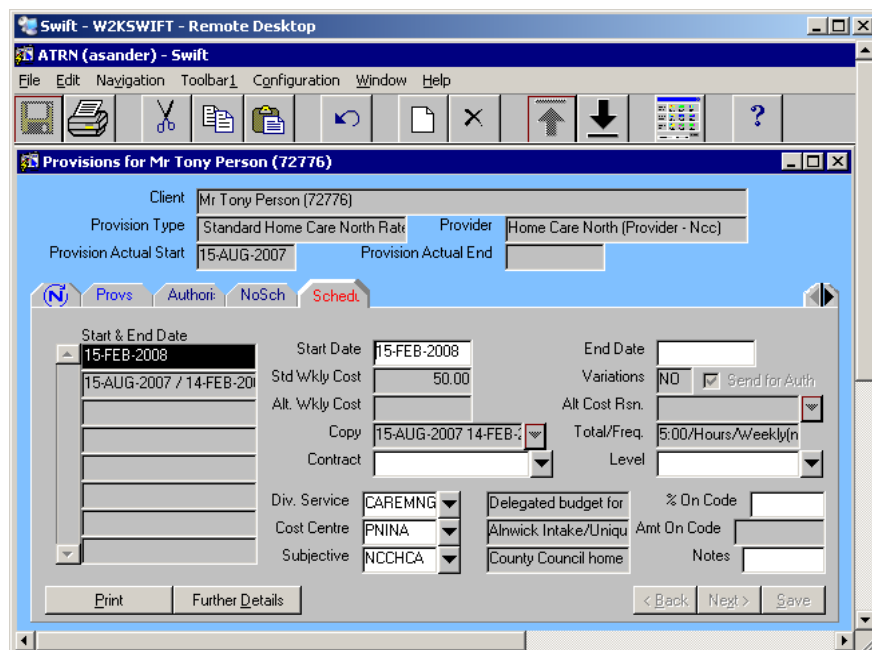 Swift - W2KSWIFT - Remote Desktop
ATRN (asander) - Swift
File Edit Navigation Toolbar1 Configuration Window Help
?
Provisions for Mr Tony Person (72776)
Client Mr Tony Person (72776)
Provision Type Standard Home Care North Rate Provider Home Care North (Provider - Ncc)
Provision Actual Start 15-AUG-2007 Provision Actual End
N Provs Authori: NoSch Schedu
Start & End Date
15-FEB-2008 Start Date 15-FEB-2008 End Date
15-AUG-2007 / 14-FEB-20 Std Wkly Cost 50.00 Variations NO Send for Auth
Alt. Wkly Cost Alt Cost Rsn.
Copy 15-AUG-2007 14-FEB-2 Total/Freq. 5:00/Hours/Weekly(n
Contract Level
Div. Service CAREMNG Delegated budget for % On Code
Cost Centre PNINA Alnwick Intake/Uniqu Amt On Code
Subjective NCCHCA County Council home Notes
Print Further Details < Back Next > Save